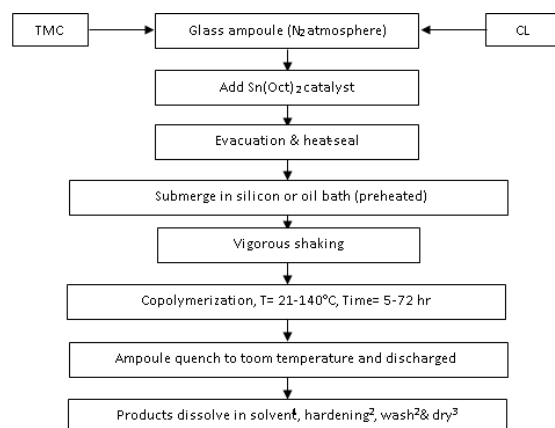 TMC
Glass ampoule (N₂ atmosphere)
CL
Add Sn(Oct)₂ catalyst
Evacuation & heat-seal
Submerge in silicon or oil bath (preheated)
Vigorous shaking
Copolymerization, T= 21-140°C, Time= 5-72 hr
Ampoule quench to toom temperature and discharged
Products dissolve in solvent¹, hardening², wash²& dry³